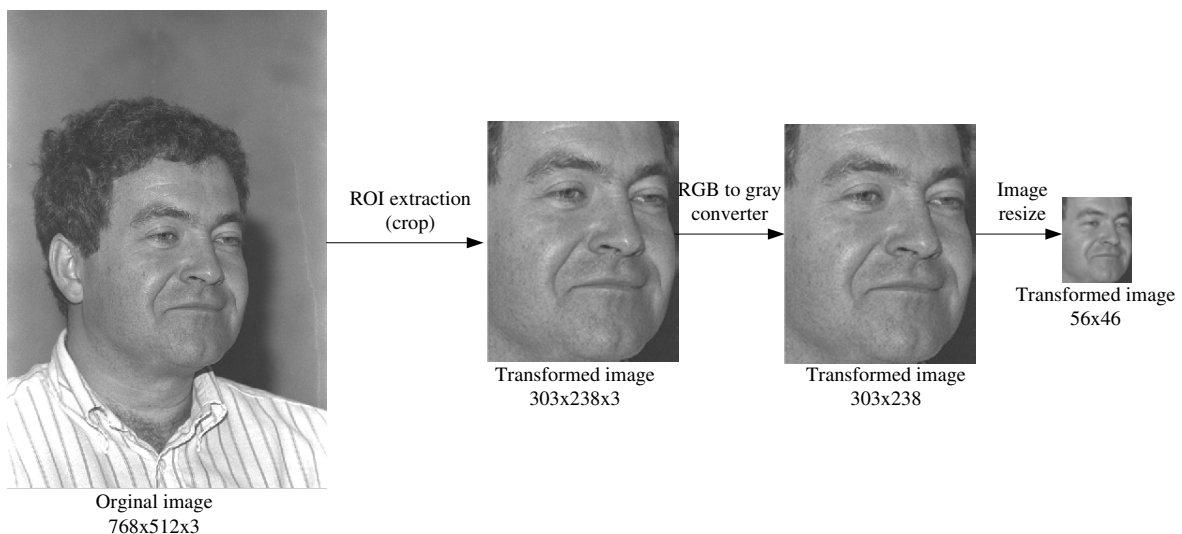 ROI extraction
(crop)
RGB to gray
converter
Image
resize
Orginal image
768x512x3
Transformed image
303x238x3
Transformed image
303x238
Transformed image
56x46